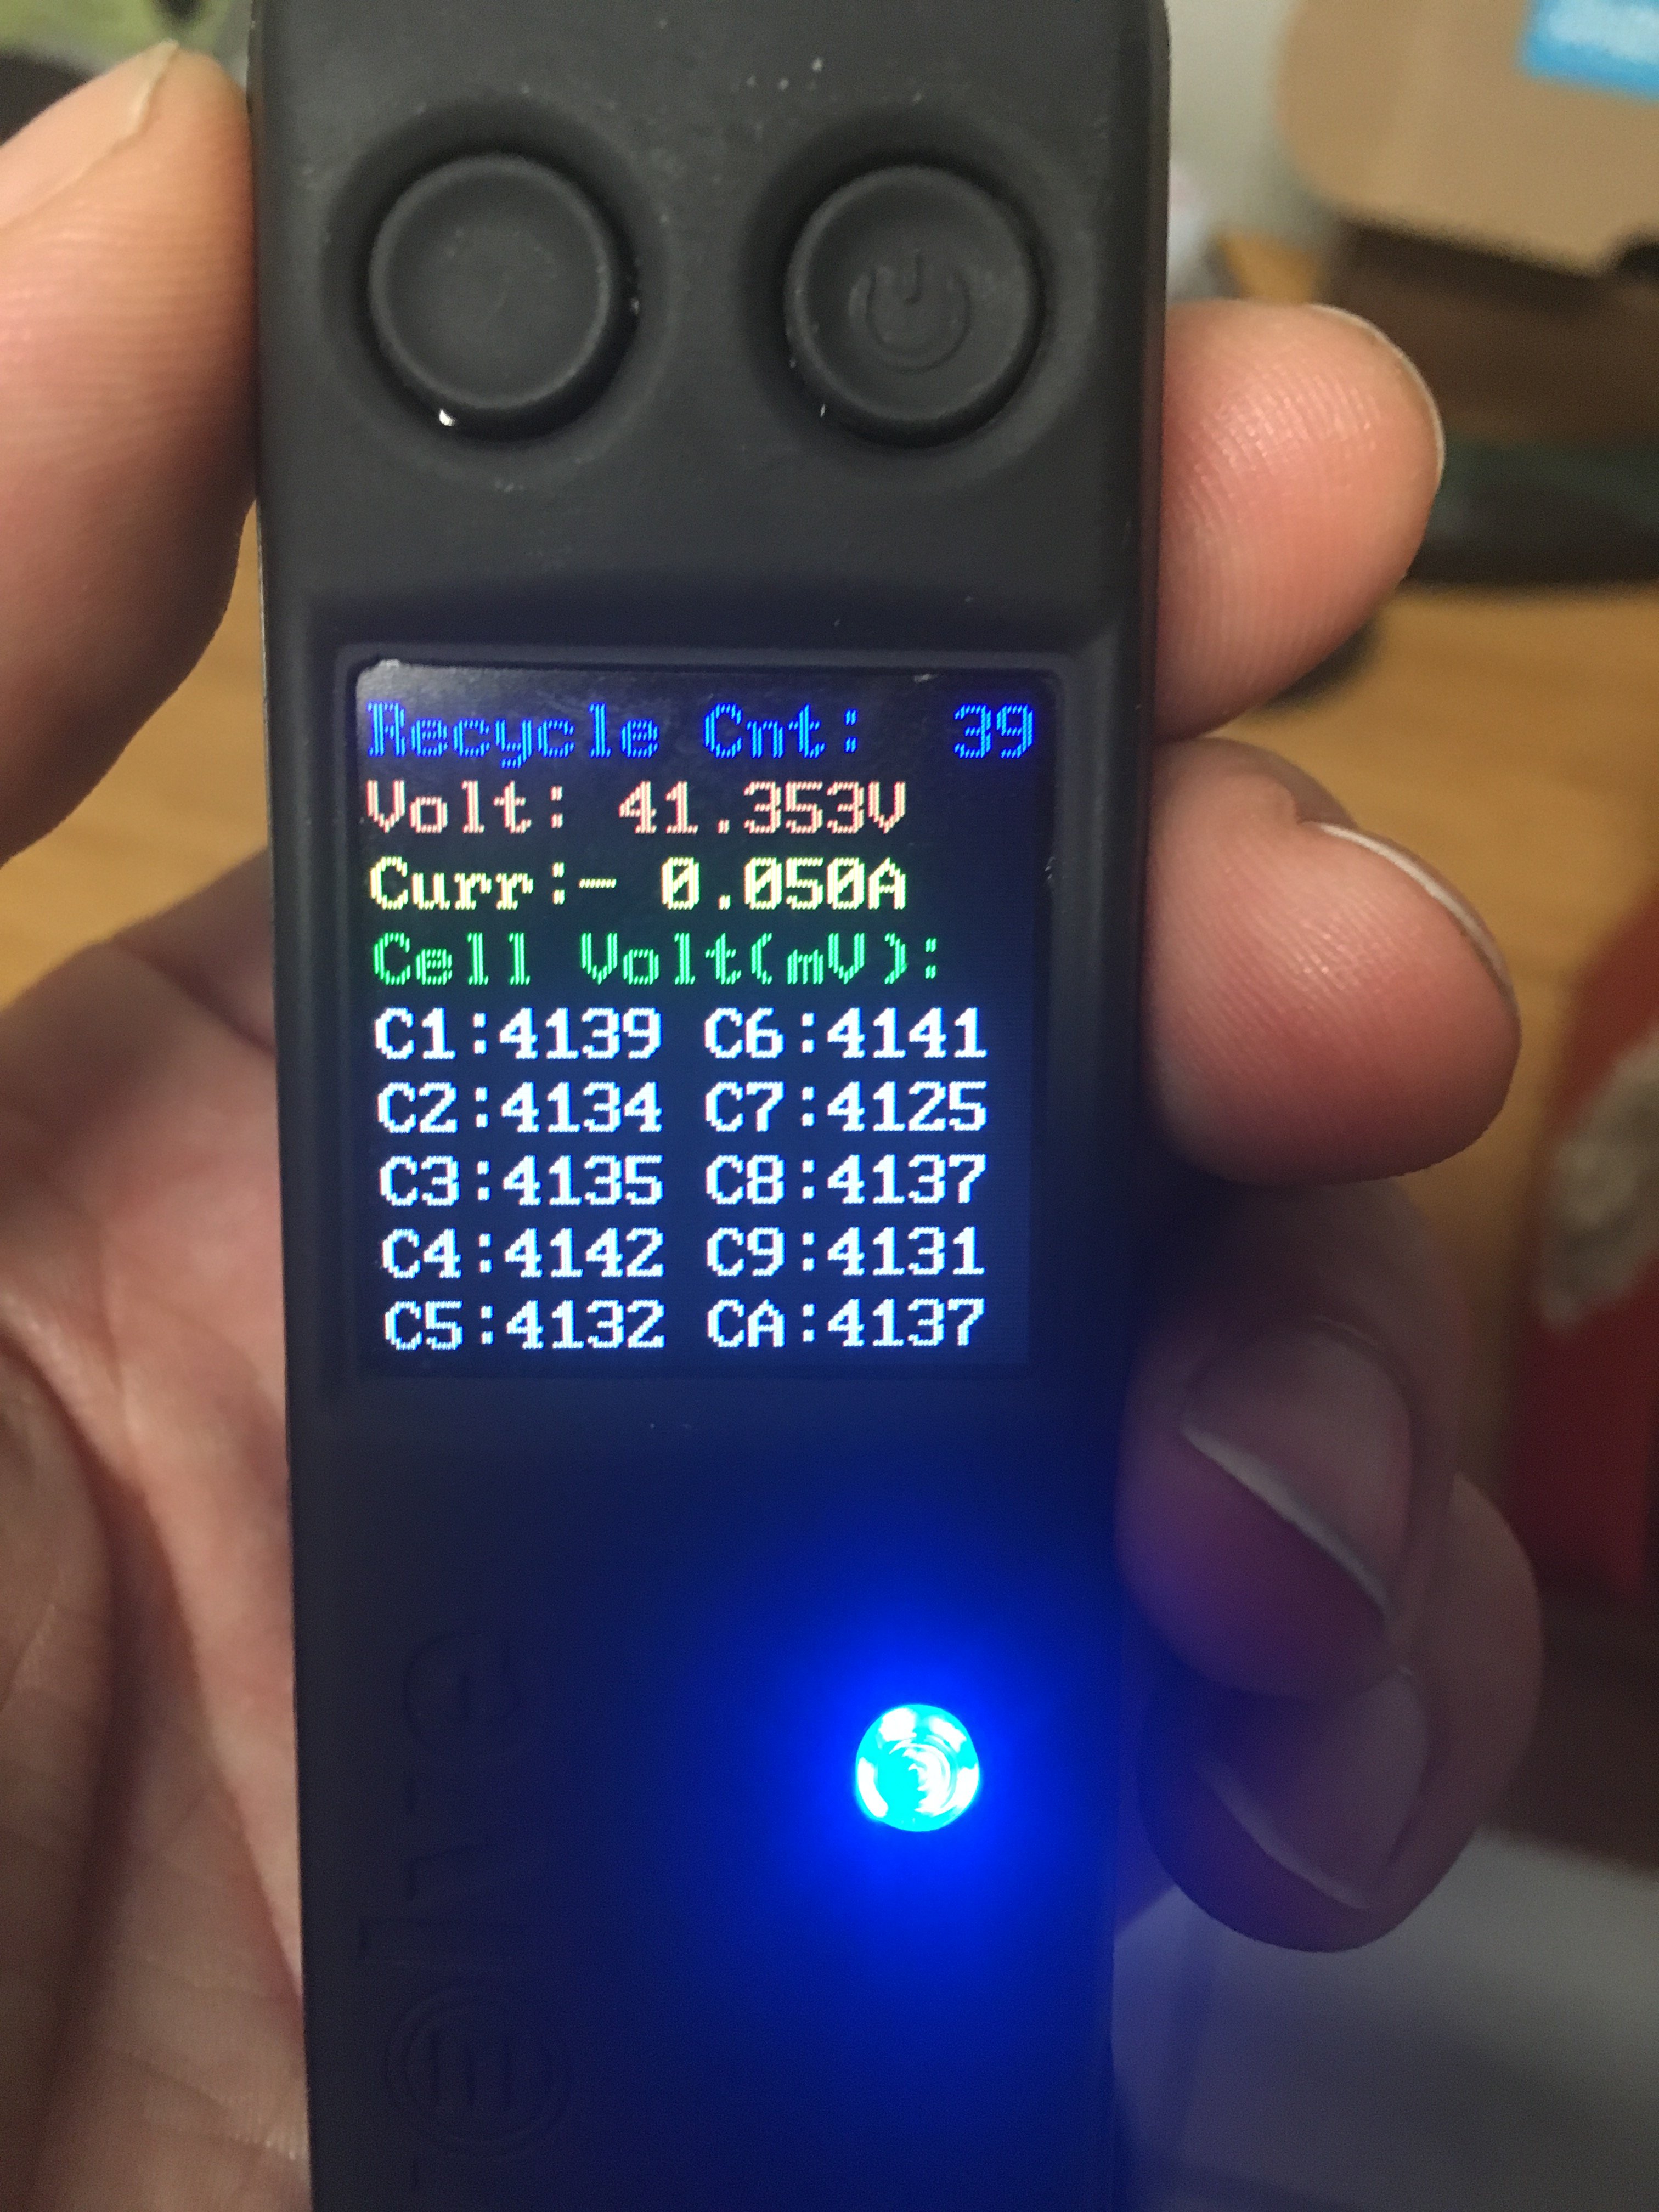 Recycle Cnt: 39
Volt: 41.353V
Curr:- 0.050A
Cell Volt(mV):
C1:4139 C6:4141
C2:4134 C7:4125
C3:4135 C8:4137
C4:4142 C9:4131
C5:4132 CA:4137